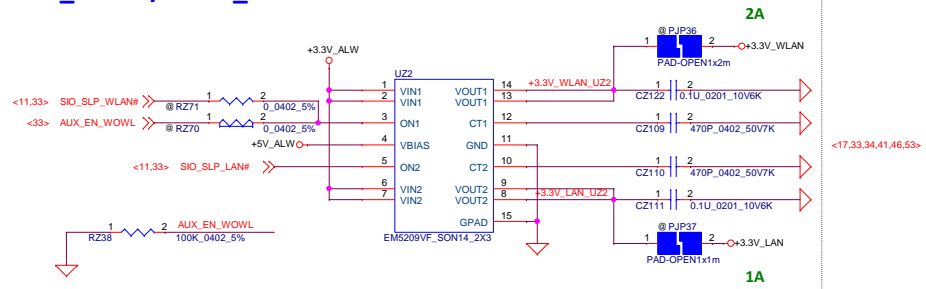 2A
@ PJP36
1 2 +3.3V_WLAN
PAD-OPEN1x2m
+3.3V_ALW
UZ2
1 VIN1 VOUT1 14 +3.3V_WLAN_UZ2
2 VIN1 VOUT1 13
1 2
CZ122 0.1U_0201_10V6K
<11,33> SIO_SLP_WLAN# 1 2
@ RZ71 0_0402_5%
<33> AUX_EN_WOWL 1 2
@ RZ70 0_0402_5%
3 ON1 CT1 12 1 2
CZ109 470P_0402_50V7K
+5V_ALW 4 VBIAS GND 11
<17,33,34,41,46,53>
<11,33> SIO_SLP_LAN# 5 ON2 CT2 10 1 2
CZ110 470P_0402_50V7K
6 VIN2 VOUT2 9
7 VIN2 VOUT2 8 +3.3V_LAN_UZ2
1 2
CZ111 0.1U_0201_10V6K
GPAD 15
EM5209VF_SON14_2X3
1 2 AUX_EN_WOWL
RZ38 100K_0402_5%
@ PJP37
1 2 +3.3V_LAN
PAD-OPEN1x1m
1A